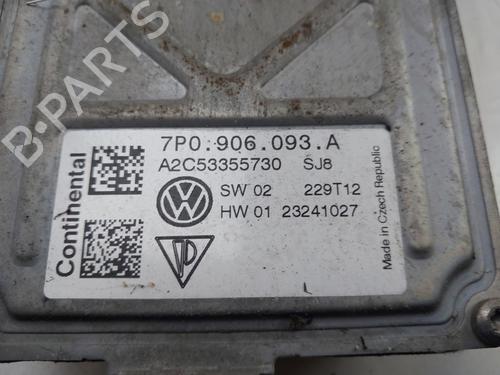 B-PARTS
Continental
7P0.906.093.A
A2C53355730 SJ8
SW 02 229T12
HW 01 23241027
Made in Czech Republic